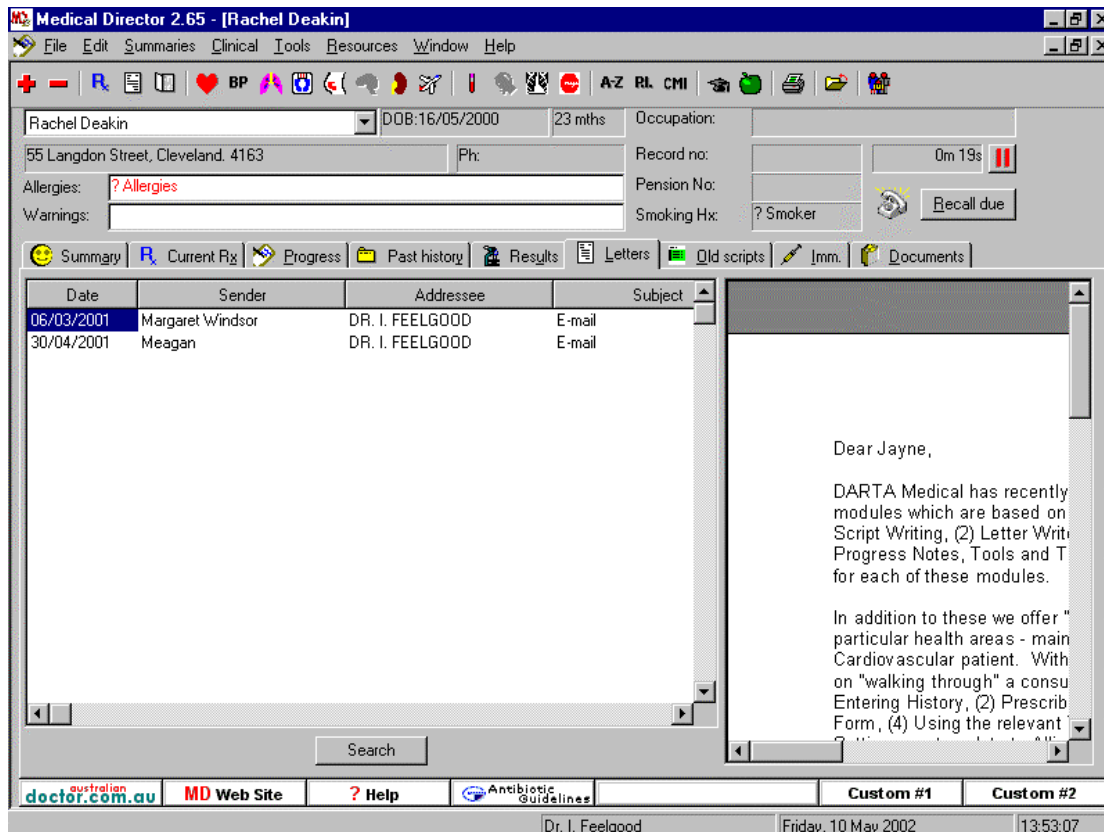 Medical Director 2.65 - [Rachel Deakin]
File Edit Summaries Clinical Tools Resources Window Help
Rx BP A-Z R.I. CMI
Rachel Deakin DOB:16/05/2000 23 mths Occupation:
55 Langdon Street, Cleveland. 4163 Ph: Record no: 0m 19s
Allergies: ? Allergies Pension No:
Warnings: Smoking Hx: ? Smoker Recall due
Summary Rx Current Rx Progress Past history Results Letters Old scripts Imm. Documents
Date Sender Addressee Subject
06/03/2001 Margaret Windsor DR. I. FEELGOOD E-mail
30/04/2001 Meagan DR. I. FEELGOOD E-mail
Dear Jayne,
DARTA Medical has recently
modules which are based on
Script Writing, (2) Letter Write
Progress Notes, Tools and T
for each of these modules.
In addition to these we offer "
particular health areas - main
Cardiovascular patient. With
on "walking through" a consu
Entering History, (2) Prescrib
Form, (4) Using the relevant
Search
australian doctor.com.au MD Web Site ? Help Antibiotic Guidelines Custom #1 Custom #2
Dr. I. Feelgood Friday, 10 May 2002 13:53:07